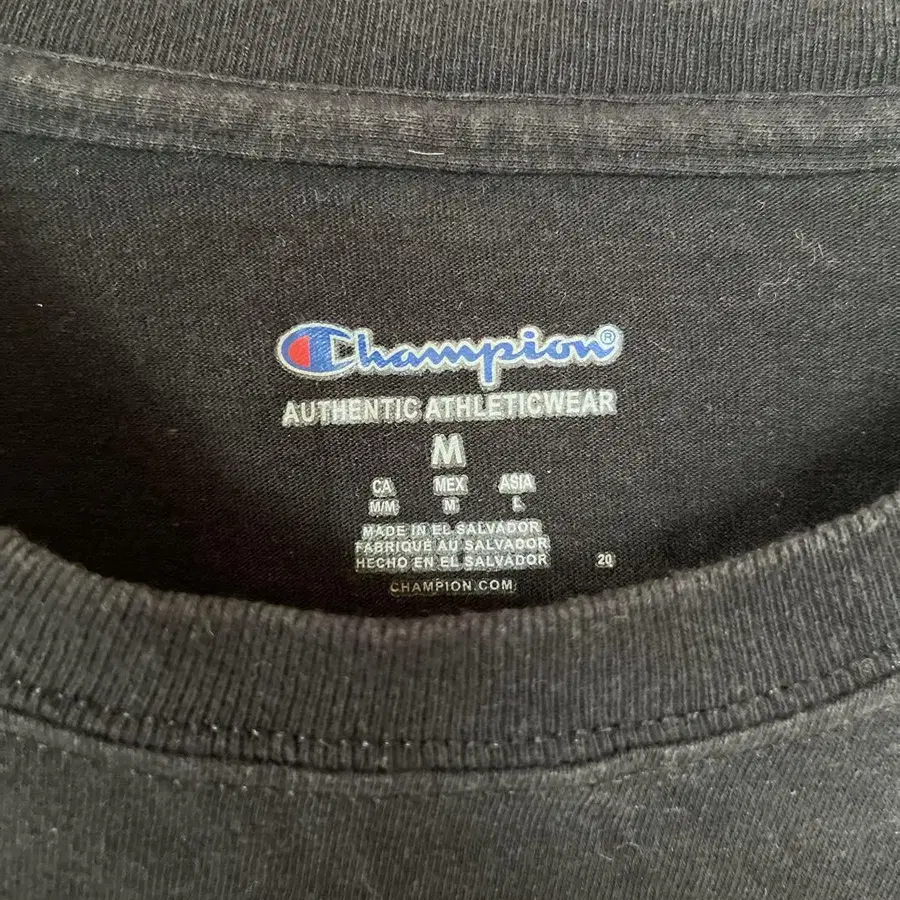 Champion®
AUTHENTIC ATHLETICWEAR
M
CA MEX ASIA
M/M M L
MADE IN EL SALVADOR
FABRIQUÉ AU SALVADOR
HECHO EN EL SALVADOR 20
CHAMPION.COM